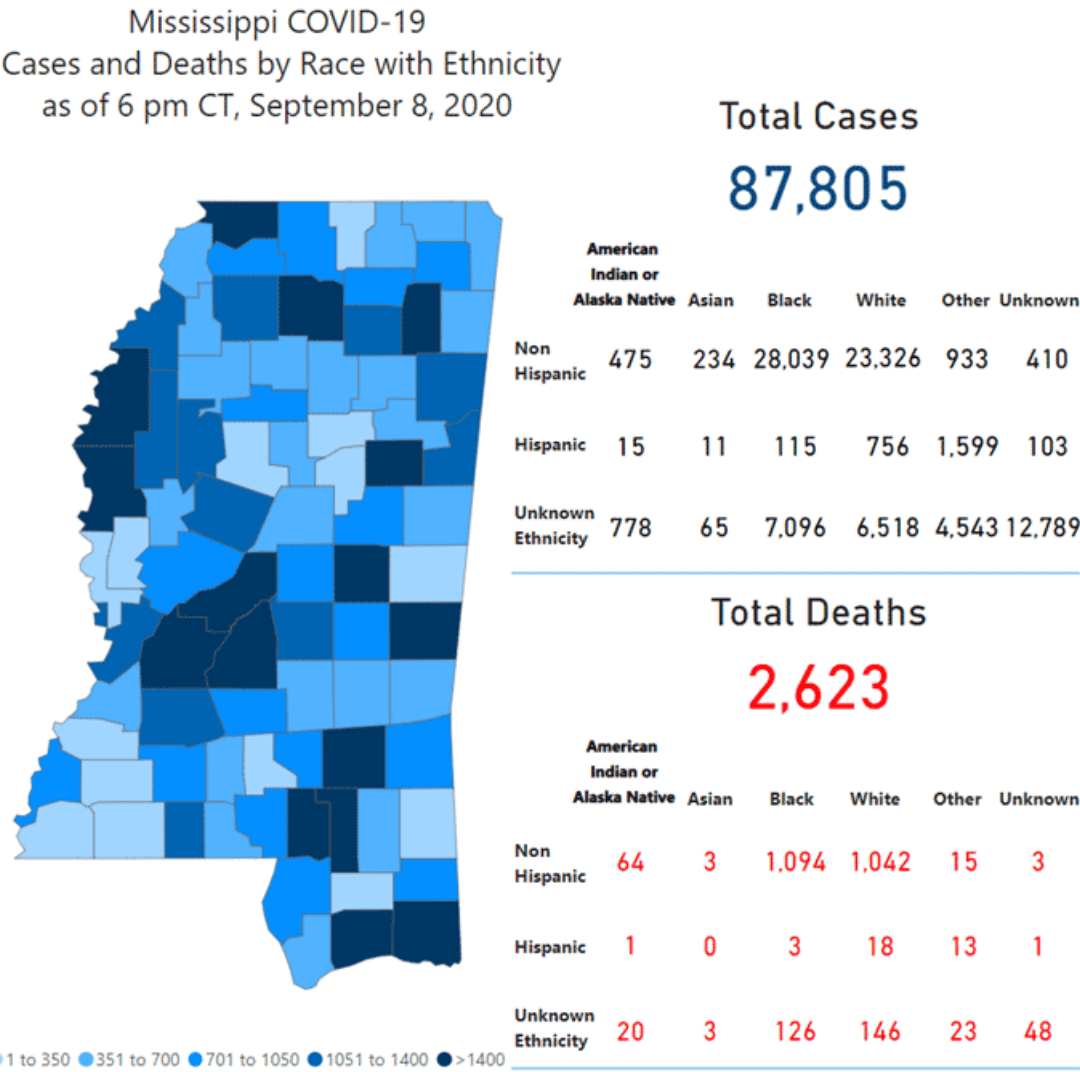 Mississippi COVID-19
Cases and Deaths by Race with Ethnicity
as of 6 pm CT, September 8, 2020
Total Cases
87,805
American
Indian or
Alaska Native Asian Black White Other Unknown
Non
Hispanic 475 234 28,039 23,326 933 410
Hispanic 15 11 115 756 1,599 103
Unknown
Ethnicity 778 65 7,096 6,518 4,543 12,789
Total Deaths
2,623
American
Indian or
Alaska Native Asian Black White Other Unknown
Non
Hispanic 64 3 1,094 1,042 15 3
Hispanic 1 0 3 18 13 1
Unknown
Ethnicity 20 3 126 146 23 48
1 to 350 351 to 700 701 to 1050 1051 to 1400 >1400